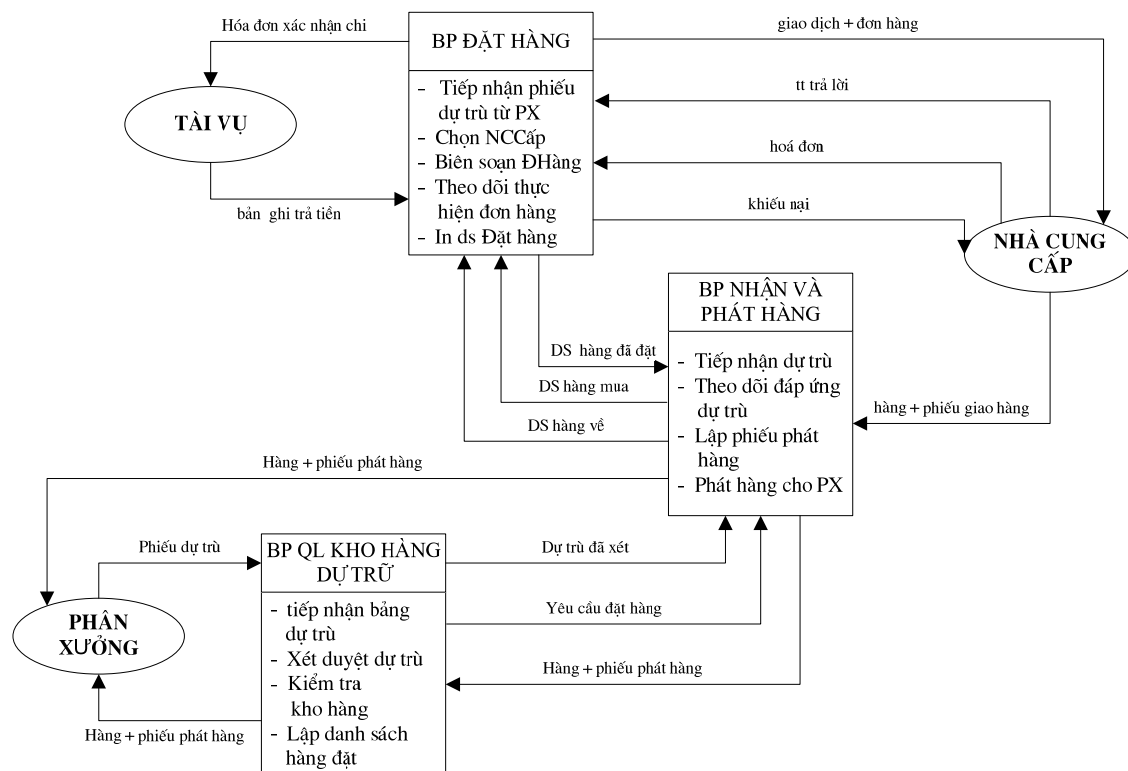 Hóa đơn xác nhận chi
BP ĐẶT HÀNG
giao dịch + đơn hàng
- Tiếp nhận phiếu
dự trù từ PX
- Chọn NCCấp
- Biên soạn ĐHàng
- Theo dõi thực
hiện đơn hàng
- In ds Đặt hàng
TÀI VỤ
bản ghi trả tiền
tt trả lời
hoá đơn
khiếu nại
NHÀ CUNG
CẤP
BP NHẬN VÀ
PHÁT HÀNG
- Tiếp nhận dự trù
- Theo dõi đáp ứng
dự trù
- Lập phiếu phát
hàng
- Phát hàng cho PX
DS hàng đã đặt
DS hàng mua
DS hàng về
hàng + phiếu giao hàng
Hàng + phiếu phát hàng
Phiếu dự trù
BP QL KHO HÀNG
DỰ TRỮ
- tiếp nhận bảng
dự trù
- Xét duyệt dự trù
- Kiểm tra
kho hàng
- Lập danh sách
hàng đặt
Dự trù đã xét
Yêu cầu đặt hàng
Hàng + phiếu phát hàng
PHÂN
XƯỞNG
Hàng + phiếu phát hàng